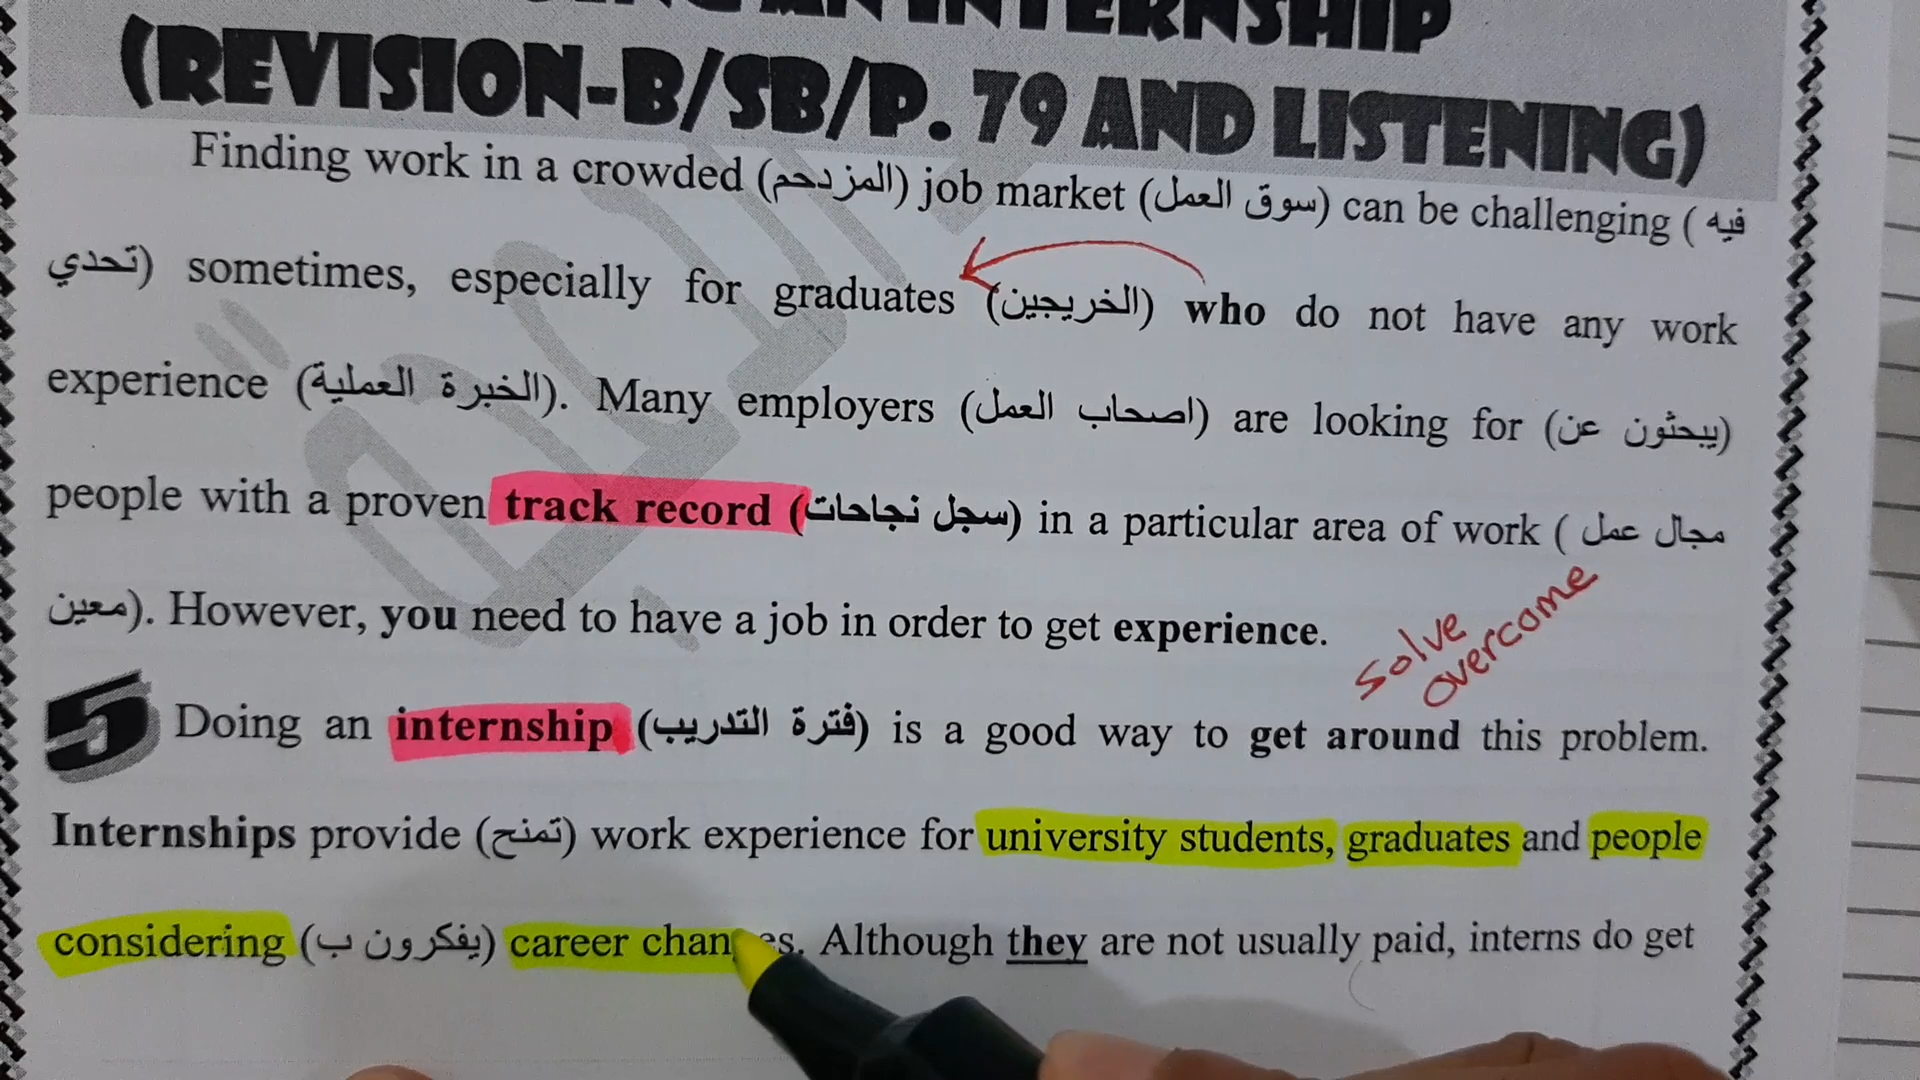 AN INTERNSHIP
(REVISION-B/SB/P. 79 AND LISTENING)
Finding work in a crowded (المزدحم) job market (سوق العمل) can be challenging ( فيه
تحدي) sometimes, especially for graduates (الخريجين) who do not have any work
experience (الخبرة العملية). Many employers (اصحاب العمل) are looking for (يبحثون عن)
people with a proven track record (سجل نجاحات) in a particular area of work ( مجال عمل
معين). However, you need to have a job in order to get experience.
solve
overcome
5 Doing an internship (فترة التدريب) is a good way to get around this problem.
Internships provide (تمنح) work experience for university students, graduates and people
considering (يفكرون ب) career changes. Although they are not usually paid, interns do get